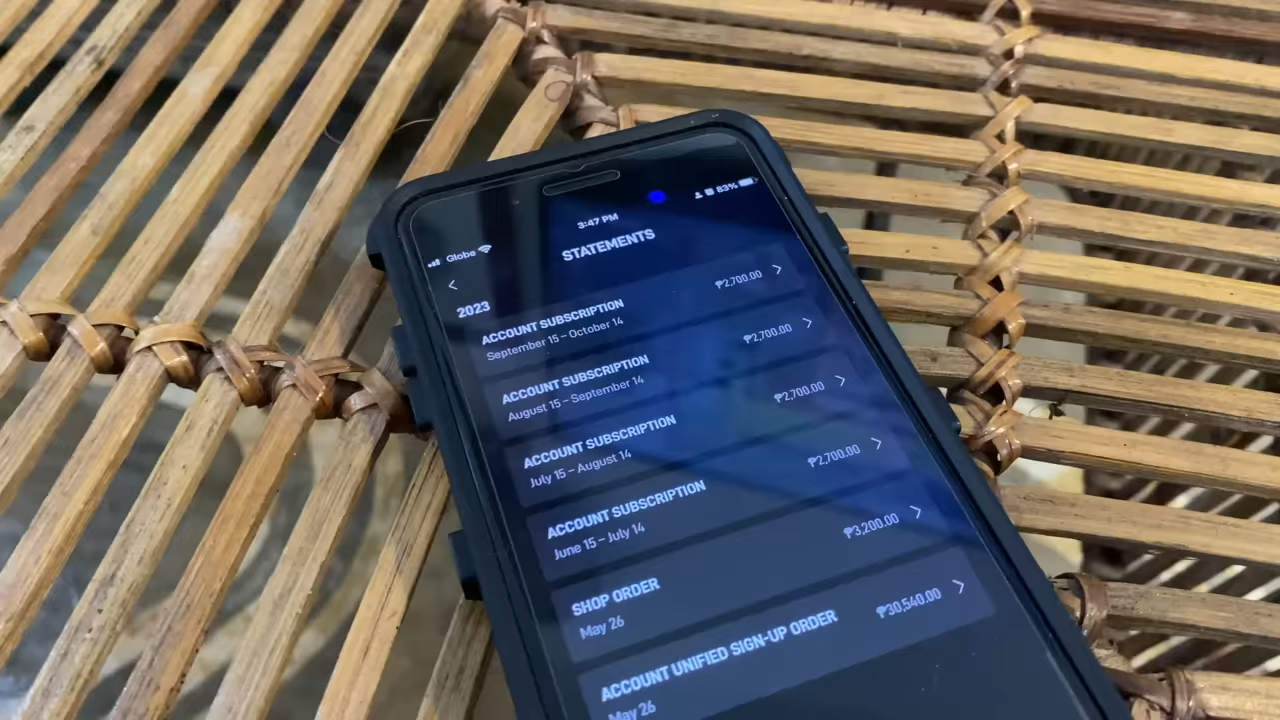 3:47 PM
83%
Globe
STATEMENTS
2023
ACCOUNT SUBSCRIPTION
₱2,700.00
September 15 – October 14
ACCOUNT SUBSCRIPTION
₱2,700.00
August 15 – September 14
ACCOUNT SUBSCRIPTION
₱2,700.00
July 15 – August 14
ACCOUNT SUBSCRIPTION
₱2,700.00
June 15 – July 14
SHOP ORDER
₱3,200.00
May 26
ACCOUNT UNIFIED SIGN-UP ORDER
₱30,540.00
May 26